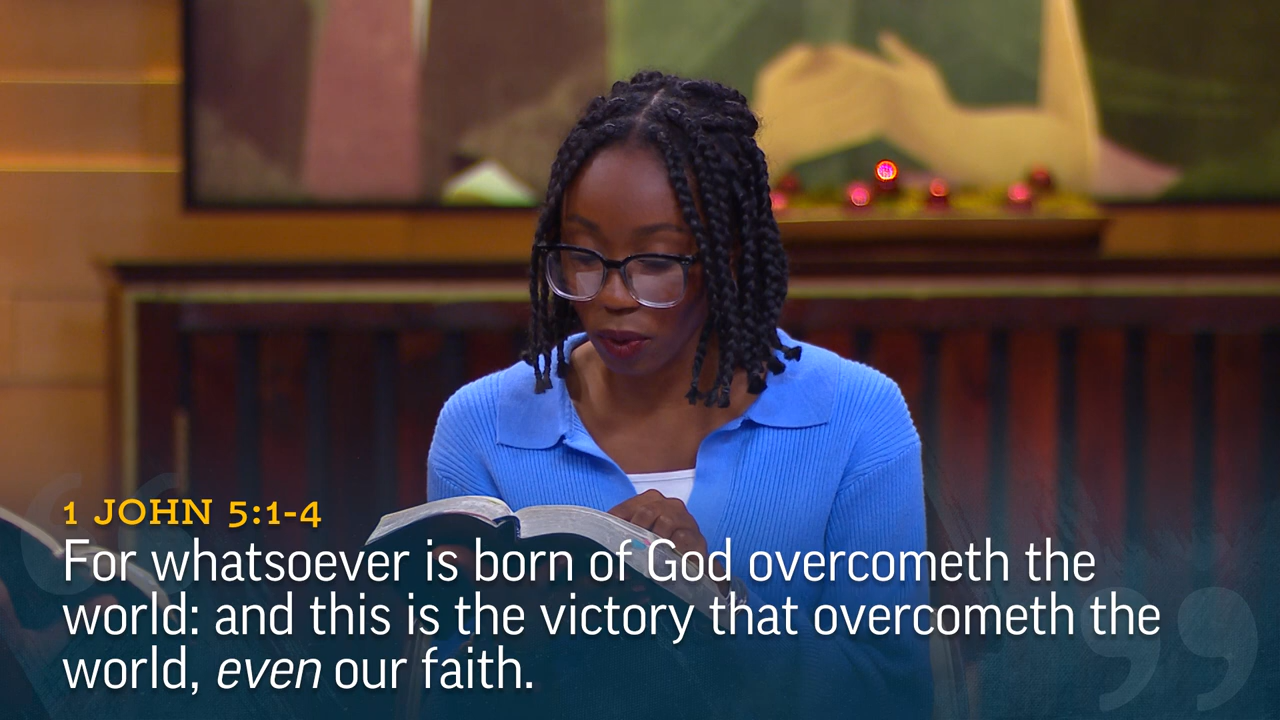 1 JOHN 5:1-4
For whatsoever is born of God overcometh the
world: and this is the victory that overcometh the
world, even our faith.